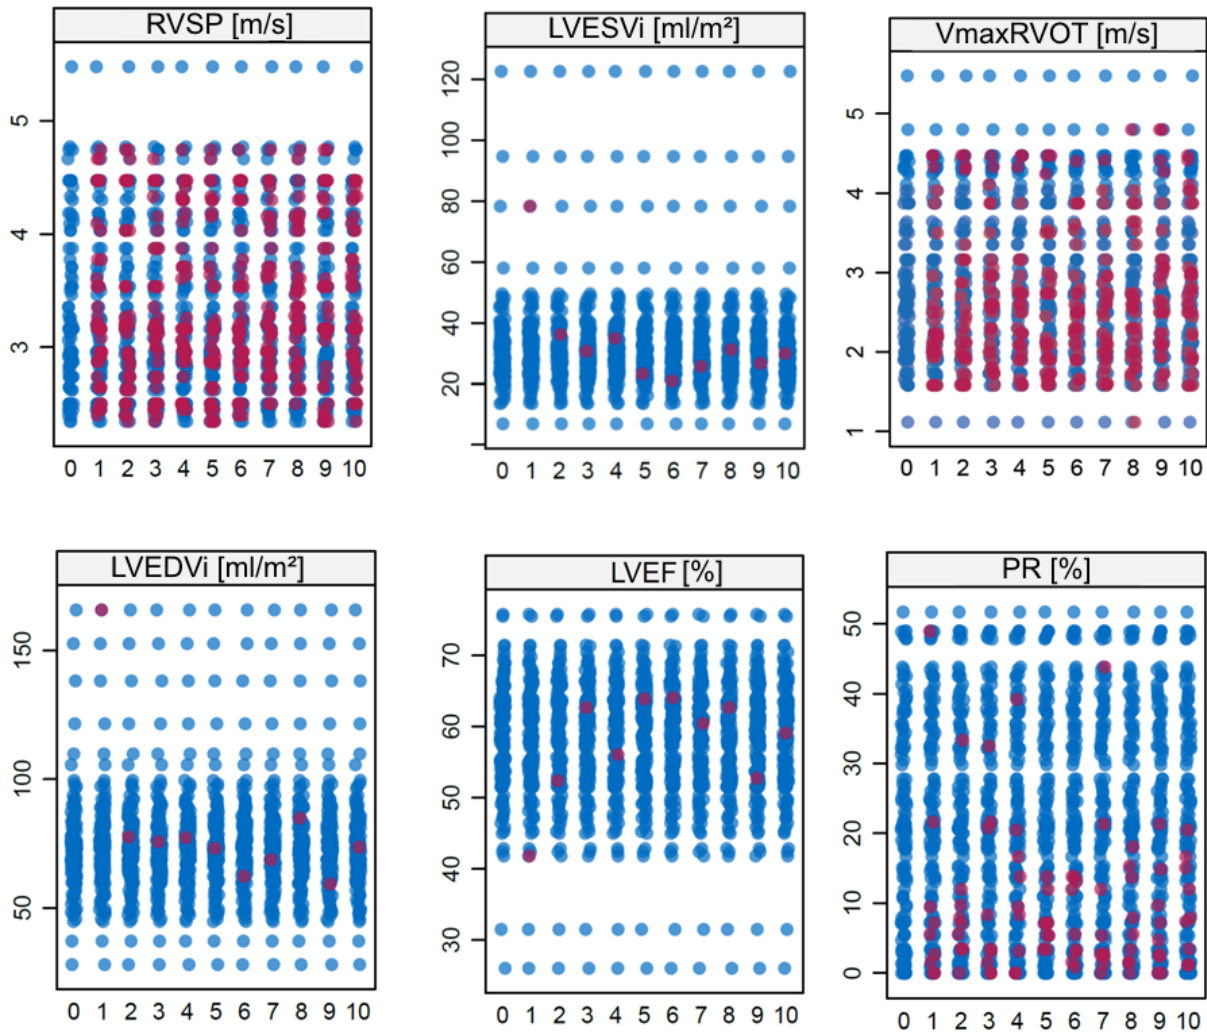 RVSP [m/s]
5
4
3
0 1 2 3 4 5 6 7 8 9 10
LVESVi [ml/m²]
120
100
80
60
40
20
0 1 2 3 4 5 6 7 8 9 10
VmaxRVOT [m/s]
5
4
3
2
1
0 1 2 3 4 5 6 7 8 9 10
LVEDVi [ml/m²]
150
100
50
0 1 2 3 4 5 6 7 8 9 10
LVEF [%]
70
60
50
40
30
0 1 2 3 4 5 6 7 8 9 10
PR [%]
50
40
30
20
10
0
0 1 2 3 4 5 6 7 8 9 10